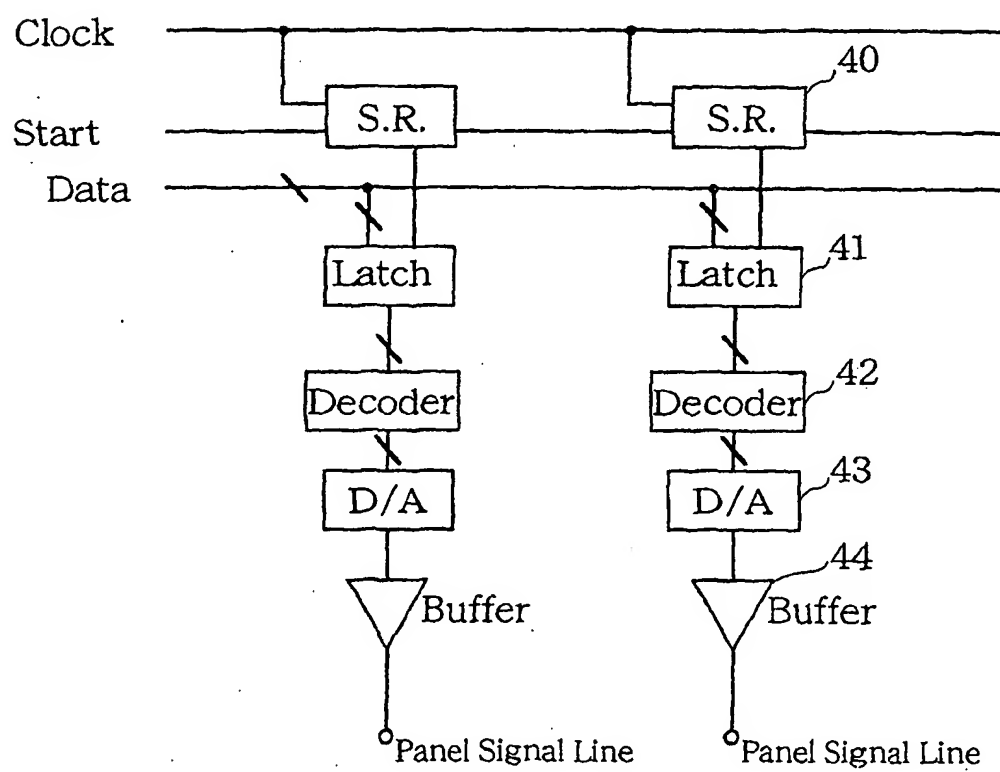 Clock
40
S.R. S.R.
Start
Data
41
Latch Latch
42
Decoder Decoder
43
D/A D/A
44
Buffer Buffer
Panel Signal Line Panel Signal Line